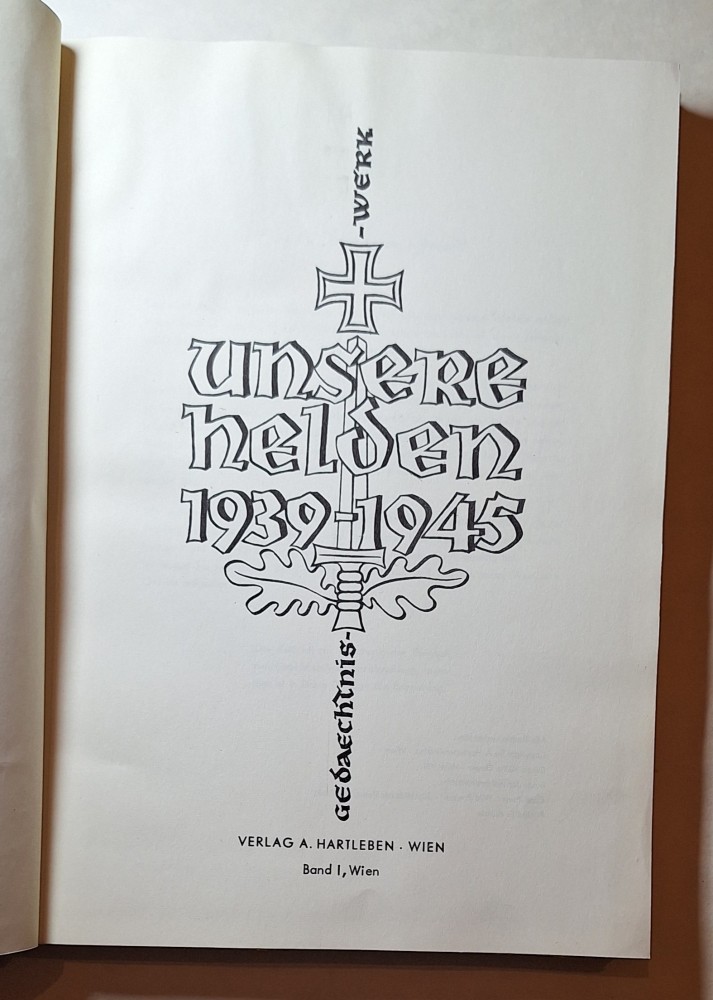 GEDAECHTNIS-
-WERK
UNSERE
HELDEN
1939-1945
VERLAG A. HARTLEBEN · WIEN
Band I, Wien